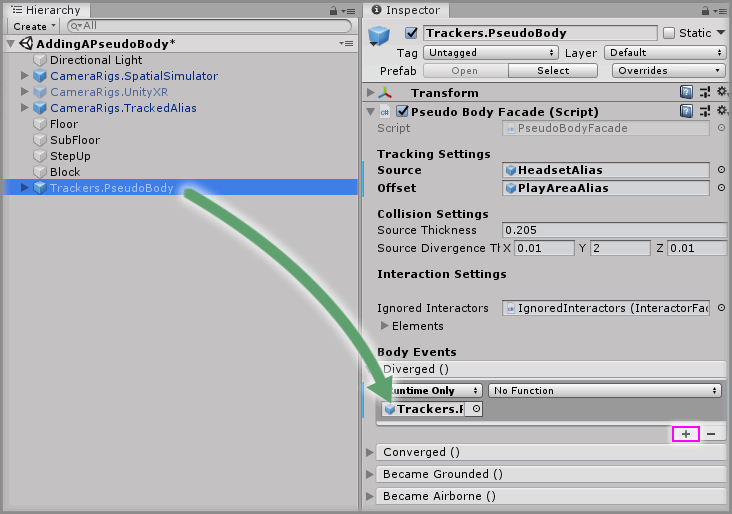 Hierarchy
Create
All
AddingAPseudoBody*
Directional Light
CameraRigs.SpatialSimulator
CameraRigs.UnityXR
CameraRigs.TrackedAlias
Floor
SubFloor
StepUp
Block
Trackers.PseudoBody
Inspector
Trackers.PseudoBody Static
Tag Untagged Layer Default
Prefab Open Select Overrides
Transform
Pseudo Body Facade (Script)
Script PseudoBodyFacade
Tracking Settings
Source HeadsetAlias
Offset PlayAreaAlias
Collision Settings
Source Thickness 0.205
Source Divergence Th X 0.01 Y 2 Z 0.01
Interaction Settings
Ignored Interactors IgnoredInteractors (InteractorFac
Elements
Body Events
Diverged ()
untime Only No Function
Trackers.P
+ −
Converged ()
Became Grounded ()
Became Airborne ()